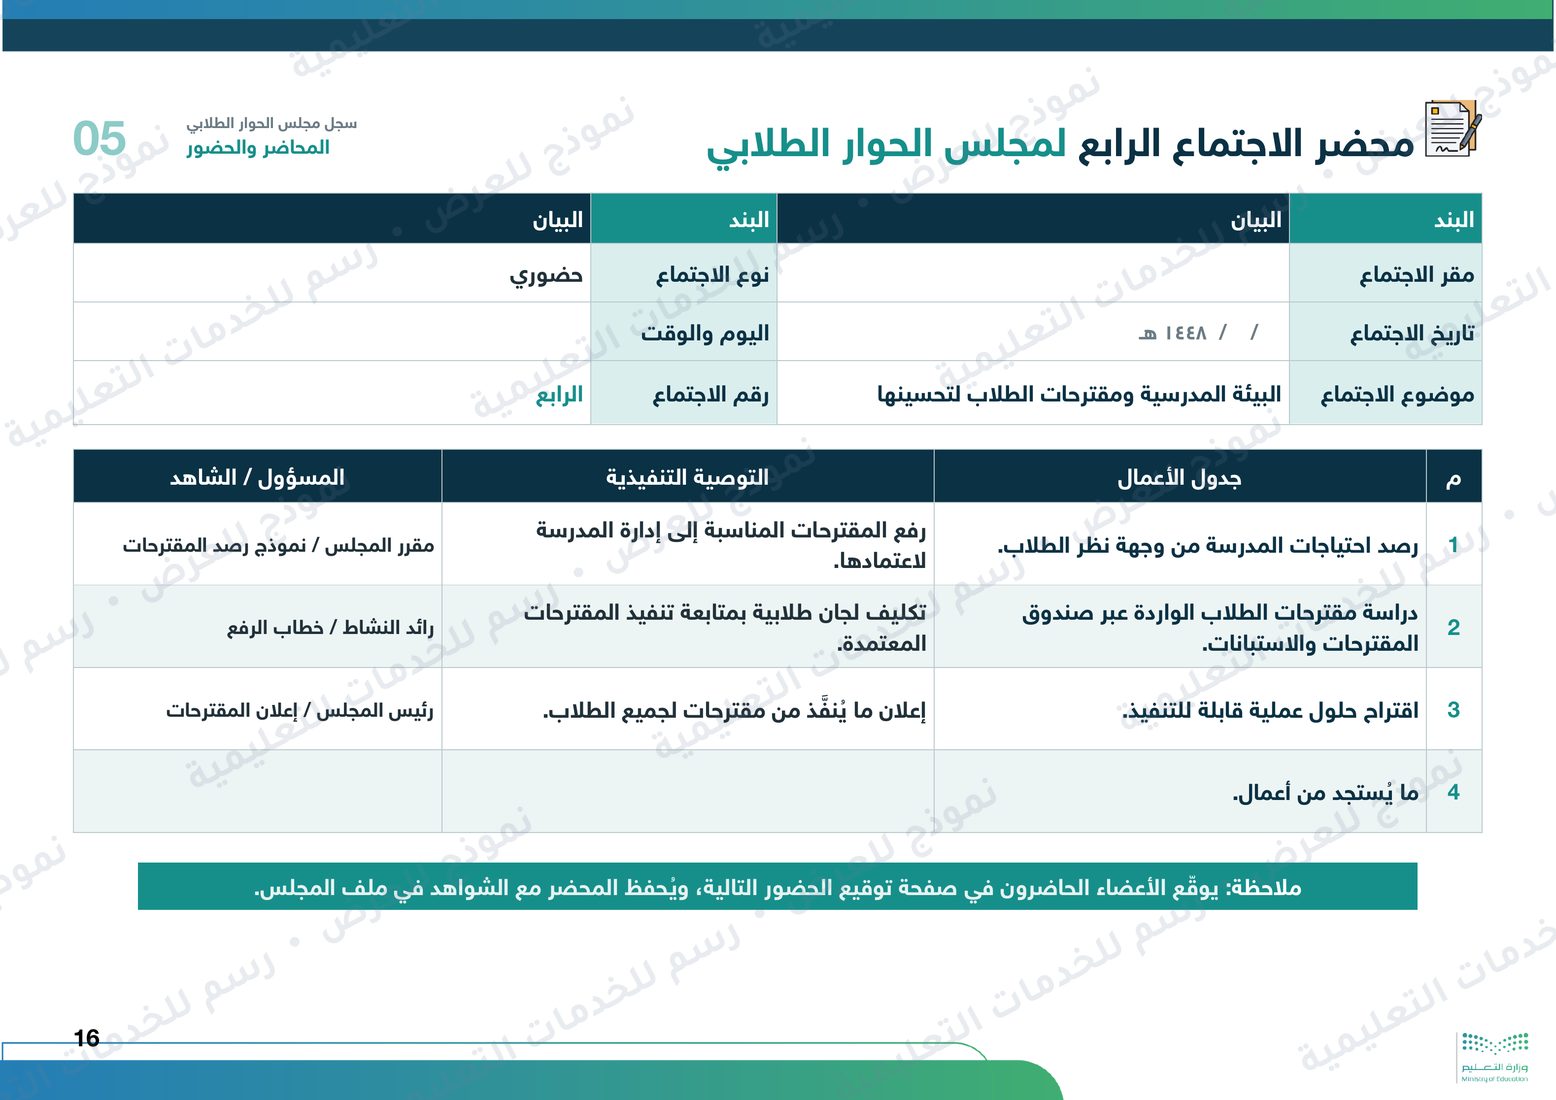 محضر الاجتماع الرابع لمجلس الحوار الطلابي
سجل مجلس الحوار الطلابي
المحاضر والحضور
05
البند البيان البند البيان
مقر الاجتماع نوع الاجتماع حضوري
تاريخ الاجتماع / / ١٤٤٨ هـ اليوم والوقت
موضوع الاجتماع البيئة المدرسية ومقترحات الطلاب لتحسينها رقم الاجتماع الرابع
م جدول الأعمال التوصية التنفيذية المسؤول / الشاهد
1 رصد احتياجات المدرسة من وجهة نظر الطلاب.
رفع المقترحات المناسبة إلى إدارة المدرسة
لاعتمادها.
مقرر المجلس / نموذج رصد المقترحات
2 دراسة مقترحات الطلاب الواردة عبر صندوق
المقترحات والاستبانات.
تكليف لجان طلابية بمتابعة تنفيذ المقترحات
المعتمدة.
رائد النشاط / خطاب الرفع
3 اقتراح حلول عملية قابلة للتنفيذ.
إعلان ما يُنفَّذ من مقترحات لجميع الطلاب.
رئيس المجلس / إعلان المقترحات
4 ما يُستجد من أعمال.
ملاحظة: يوقّع الأعضاء الحاضرون في صفحة توقيع الحضور التالية، ويُحفظ المحضر مع الشواهد في ملف المجلس.
16
وزارة التعـــليم
Ministry of Education
نموذج للعرض • رسم للخدمات التعليمية